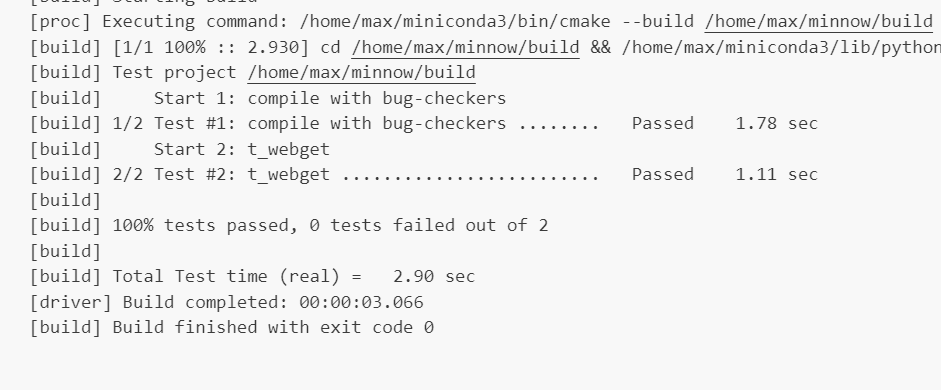 [build] Starting build
[proc] Executing command: /home/max/miniconda3/bin/cmake --build /home/max/minnow/build
[build] [1/1 100% :: 2.930] cd /home/max/minnow/build && /home/max/miniconda3/lib/python
[build] Test project /home/max/minnow/build
[build]     Start 1: compile with bug-checkers
[build] 1/2 Test #1: compile with bug-checkers ........   Passed    1.78 sec
[build]     Start 2: t_webget
[build] 2/2 Test #2: t_webget .........................   Passed    1.11 sec
[build]
[build] 100% tests passed, 0 tests failed out of 2
[build]
[build] Total Test time (real) =   2.90 sec
[driver] Build completed: 00:00:03.066
[build] Build finished with exit code 0